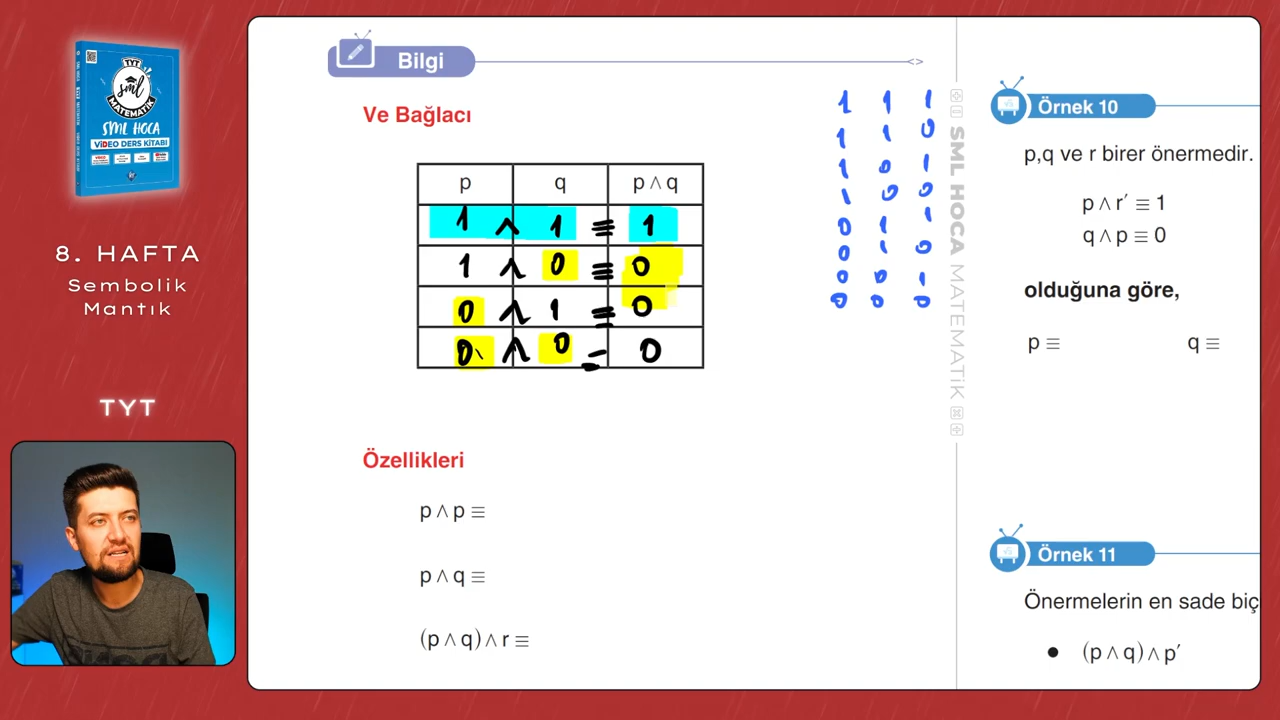 TYT
sml
MATEMATİK
SML HOCA
VİDEO DERS KİTABI
8. HAFTA
Sembolik
Mantık
TYT
Bilgi
<>
Ve Bağlacı
p q p ∧ q
1 ∧ 1 ≡ 1
1 ∧ 0 ≡ 0
0 ∧ 1 ≡ 0
0 ∧ 0 ≡ 0
1 1 1
1 1 0
1 0 1
1 0 0
0 1 1
0 1 0
0 0 1
0 0 0
Özellikleri
p ∧ p ≡
p ∧ q ≡
(p ∧ q) ∧ r ≡
SML HOCA MATEMATİK
Örnek 10
p,q ve r birer önermedir.
p ∧ r′ ≡ 1
q ∧ p ≡ 0
olduğuna göre,
p ≡ q ≡
Örnek 11
Önermelerin en sade biç
● (p ∧ q) ∧ p′